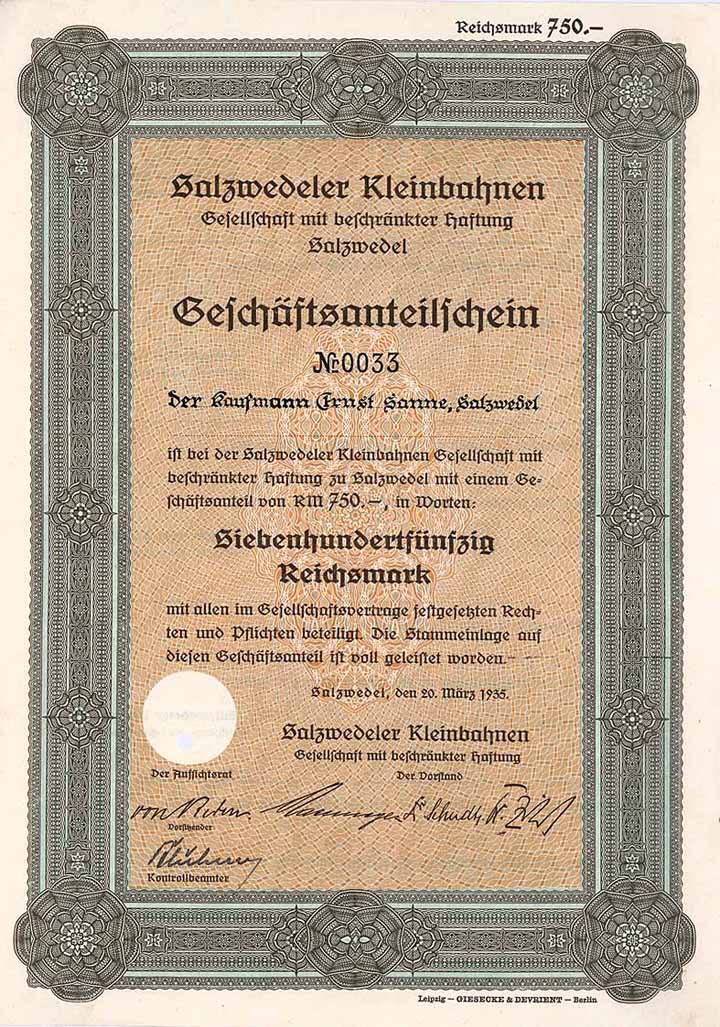 Reichsmark 750.—
Salzwedeler Kleinbahnen
Gesellschaft mit beschränkter Haftung
Salzwedel
Geschäftsanteilschein
№ 0033
der Kaufmann Ernst Sanne, Salzwedel
ist bei der Salzwedeler Kleinbahnen Gesellschaft mit
beschränkter Haftung zu Salzwedel mit einem Ge-
schäftsanteil von RM 750.–, in Worten:
Siebenhundertfünfzig
Reichsmark
mit allen im Gesellschaftsvertrage festgesetzten Rech-
ten und Pflichten beteiligt. Die Stammeinlage auf
diesen Geschäftsanteil ist voll geleistet worden.
Salzwedel, den 20. März 1935.
Salzwedeler Kleinbahnen
Gesellschaft mit beschränkter Haftung
Der Aufsichtsrat Der Vorstand
Vorsitzender
Kontrollbeamter
Leipzig — GIESECKE & DEVRIENT — Berlin